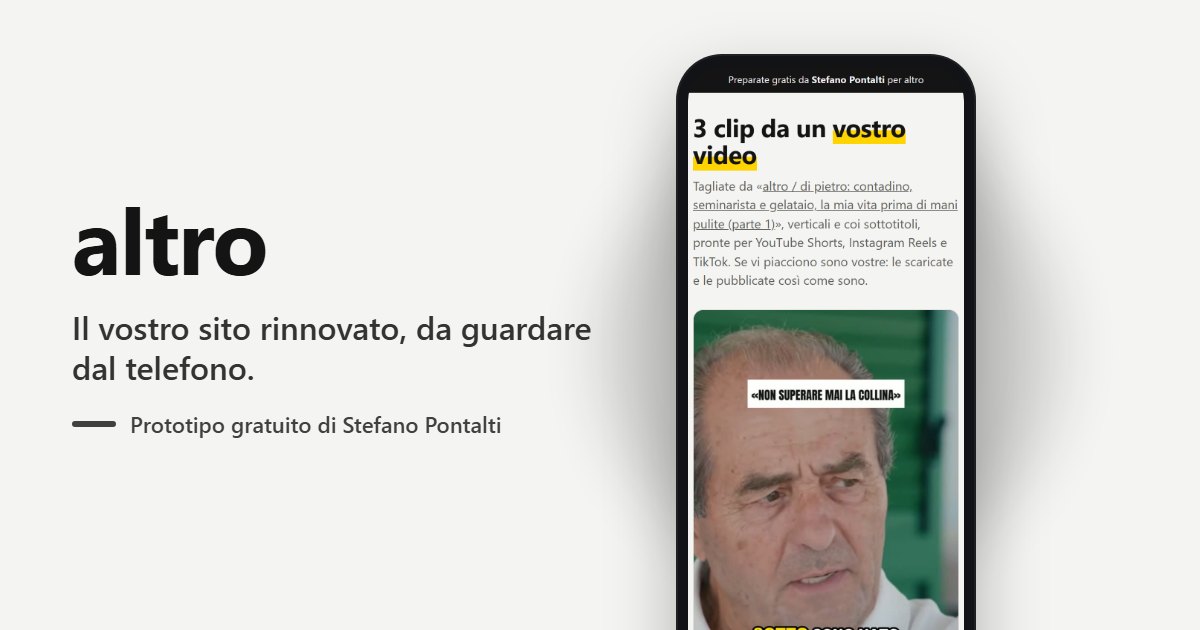 altro
Il vostro sito rinnovato, da guardare
dal telefono.
Prototipo gratuito di Stefano Pontalti
Preparate gratis da Stefano Pontalti per altro
3 clip da un vostro
video
Tagliate da «altro / di pietro: contadino,
seminarista e gelataio, la mia vita prima di mani
pulite (parte 1)», verticali e coi sottotitoli,
pronte per YouTube Shorts, Instagram Reels e
TikTok. Se vi piacciono sono vostre: le scaricate
e le pubblicate così come sono.
«NON SUPERARE MAI LA COLLINA»